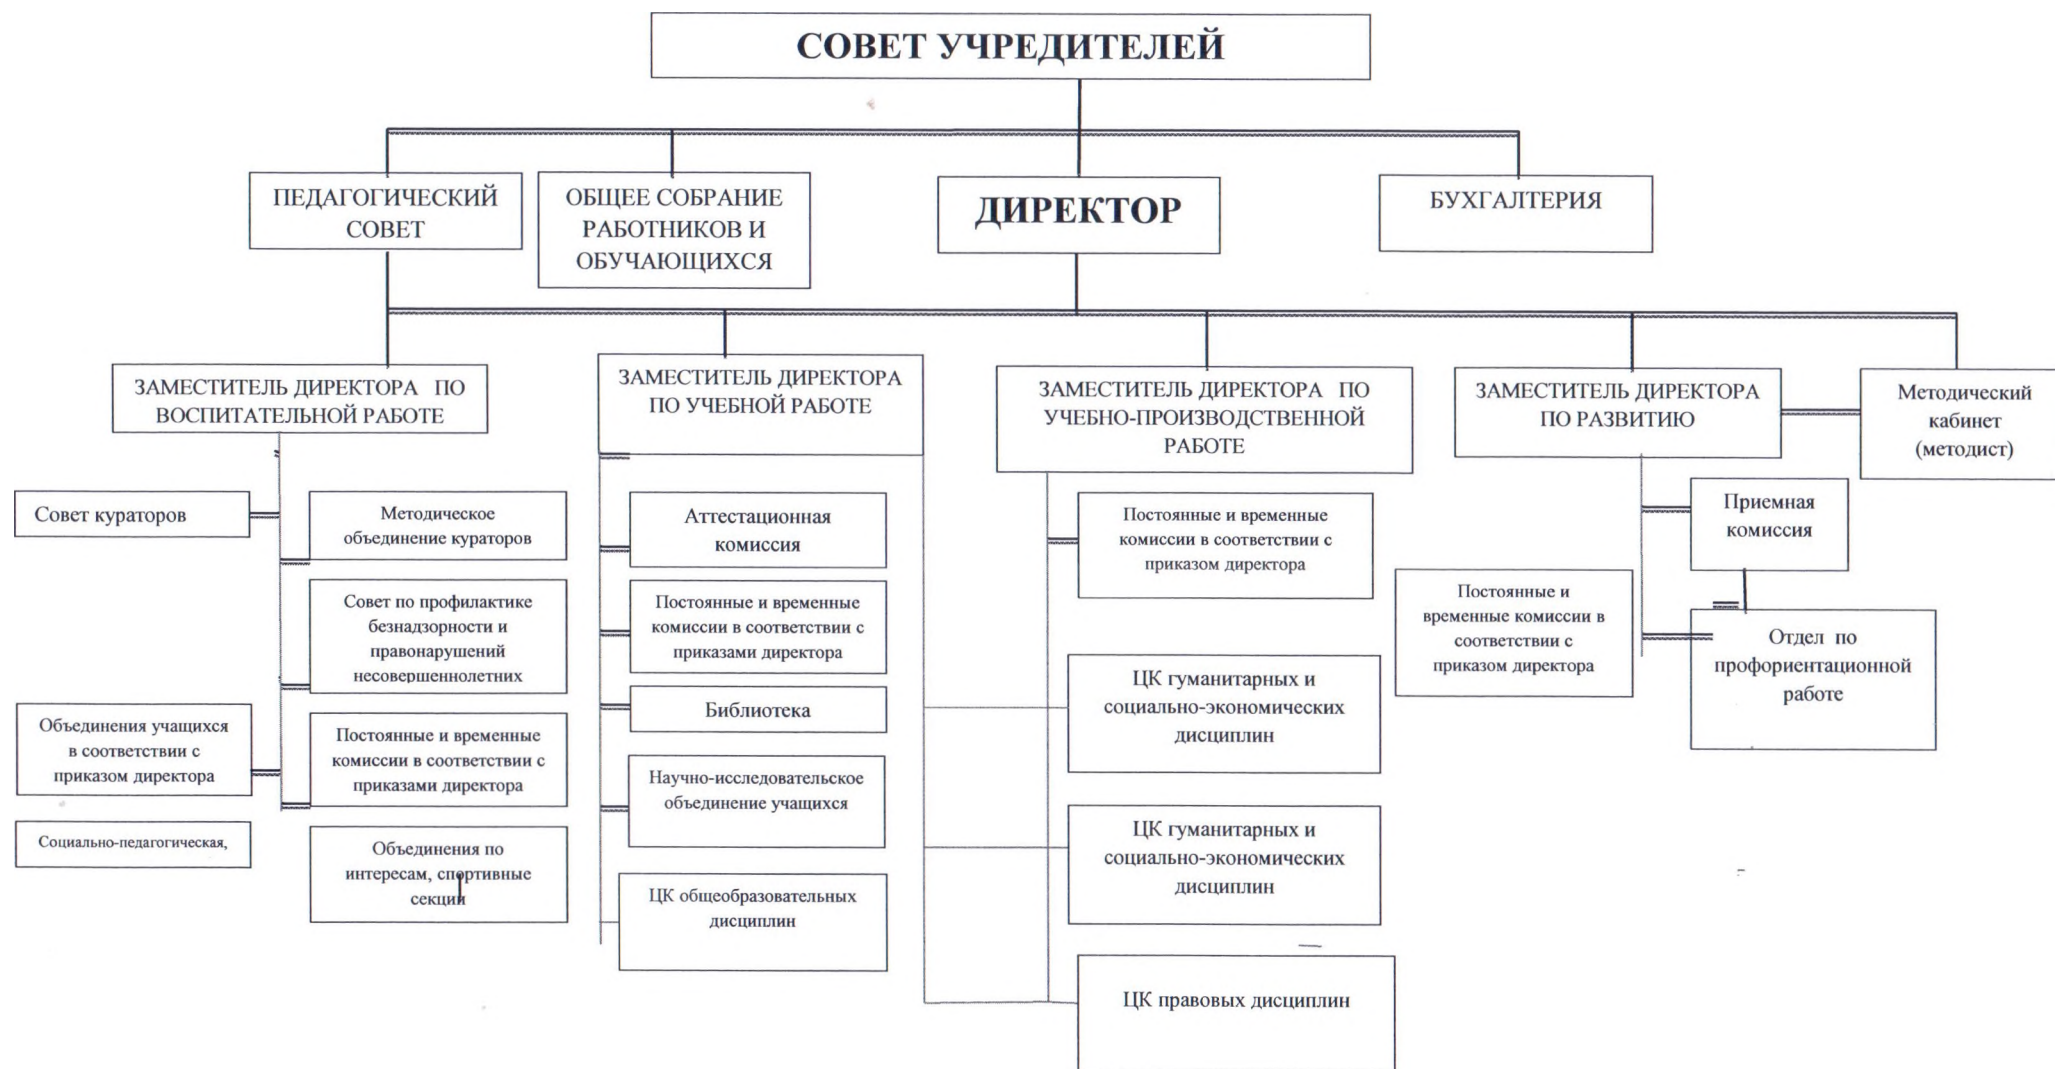 СОВЕТ УЧРЕДИТЕЛЕЙ
ПЕДАГОГИЧЕСКИЙ
СОВЕТ
ОБЩЕЕ СОБРАНИЕ
РАБОТНИКОВ И
ОБУЧАЮЩИХСЯ
ДИРЕКТОР
БУХГАЛТЕРИЯ
ЗАМЕСТИТЕЛЬ ДИРЕКТОРА ПО
ВОСПИТАТЕЛЬНОЙ РАБОТЕ
ЗАМЕСТИТЕЛЬ ДИРЕКТОРА
ПО УЧЕБНОЙ РАБОТЕ
ЗАМЕСТИТЕЛЬ ДИРЕКТОРА ПО
УЧЕБНО-ПРОИЗВОДСТВЕННОЙ
РАБОТЕ
ЗАМЕСТИТЕЛЬ ДИРЕКТОРА
ПО РАЗВИТИЮ
Методический
кабинет
(методист)
Совет кураторов
Методическое
объединение кураторов
Совет по профилактике
безнадзорности и
правонарушений
несовершеннолетних
Объединения учащихся
в соответствии с
приказом директора
Постоянные и временные
комиссии в соответствии с
приказами директора
Социально-педагогическая,
Объединения по
интересам, спортивные
секции
Аттестационная
комиссия
Постоянные и временные
комиссии в соответствии с
приказами директора
Библиотека
Научно-исследовательское
объединение учащихся
ЦК общеобразовательных
дисциплин
Постоянные и временные
комиссии в соответствии с
приказом директора
ЦК гуманитарных и
социально-экономических
дисциплин
ЦК гуманитарных и
социально-экономических
дисциплин
ЦК правовых дисциплин
Приемная
комиссия
Постоянные и
временные комиссии в
соответствии с
приказом директора
Отдел по
профориентационной
работе